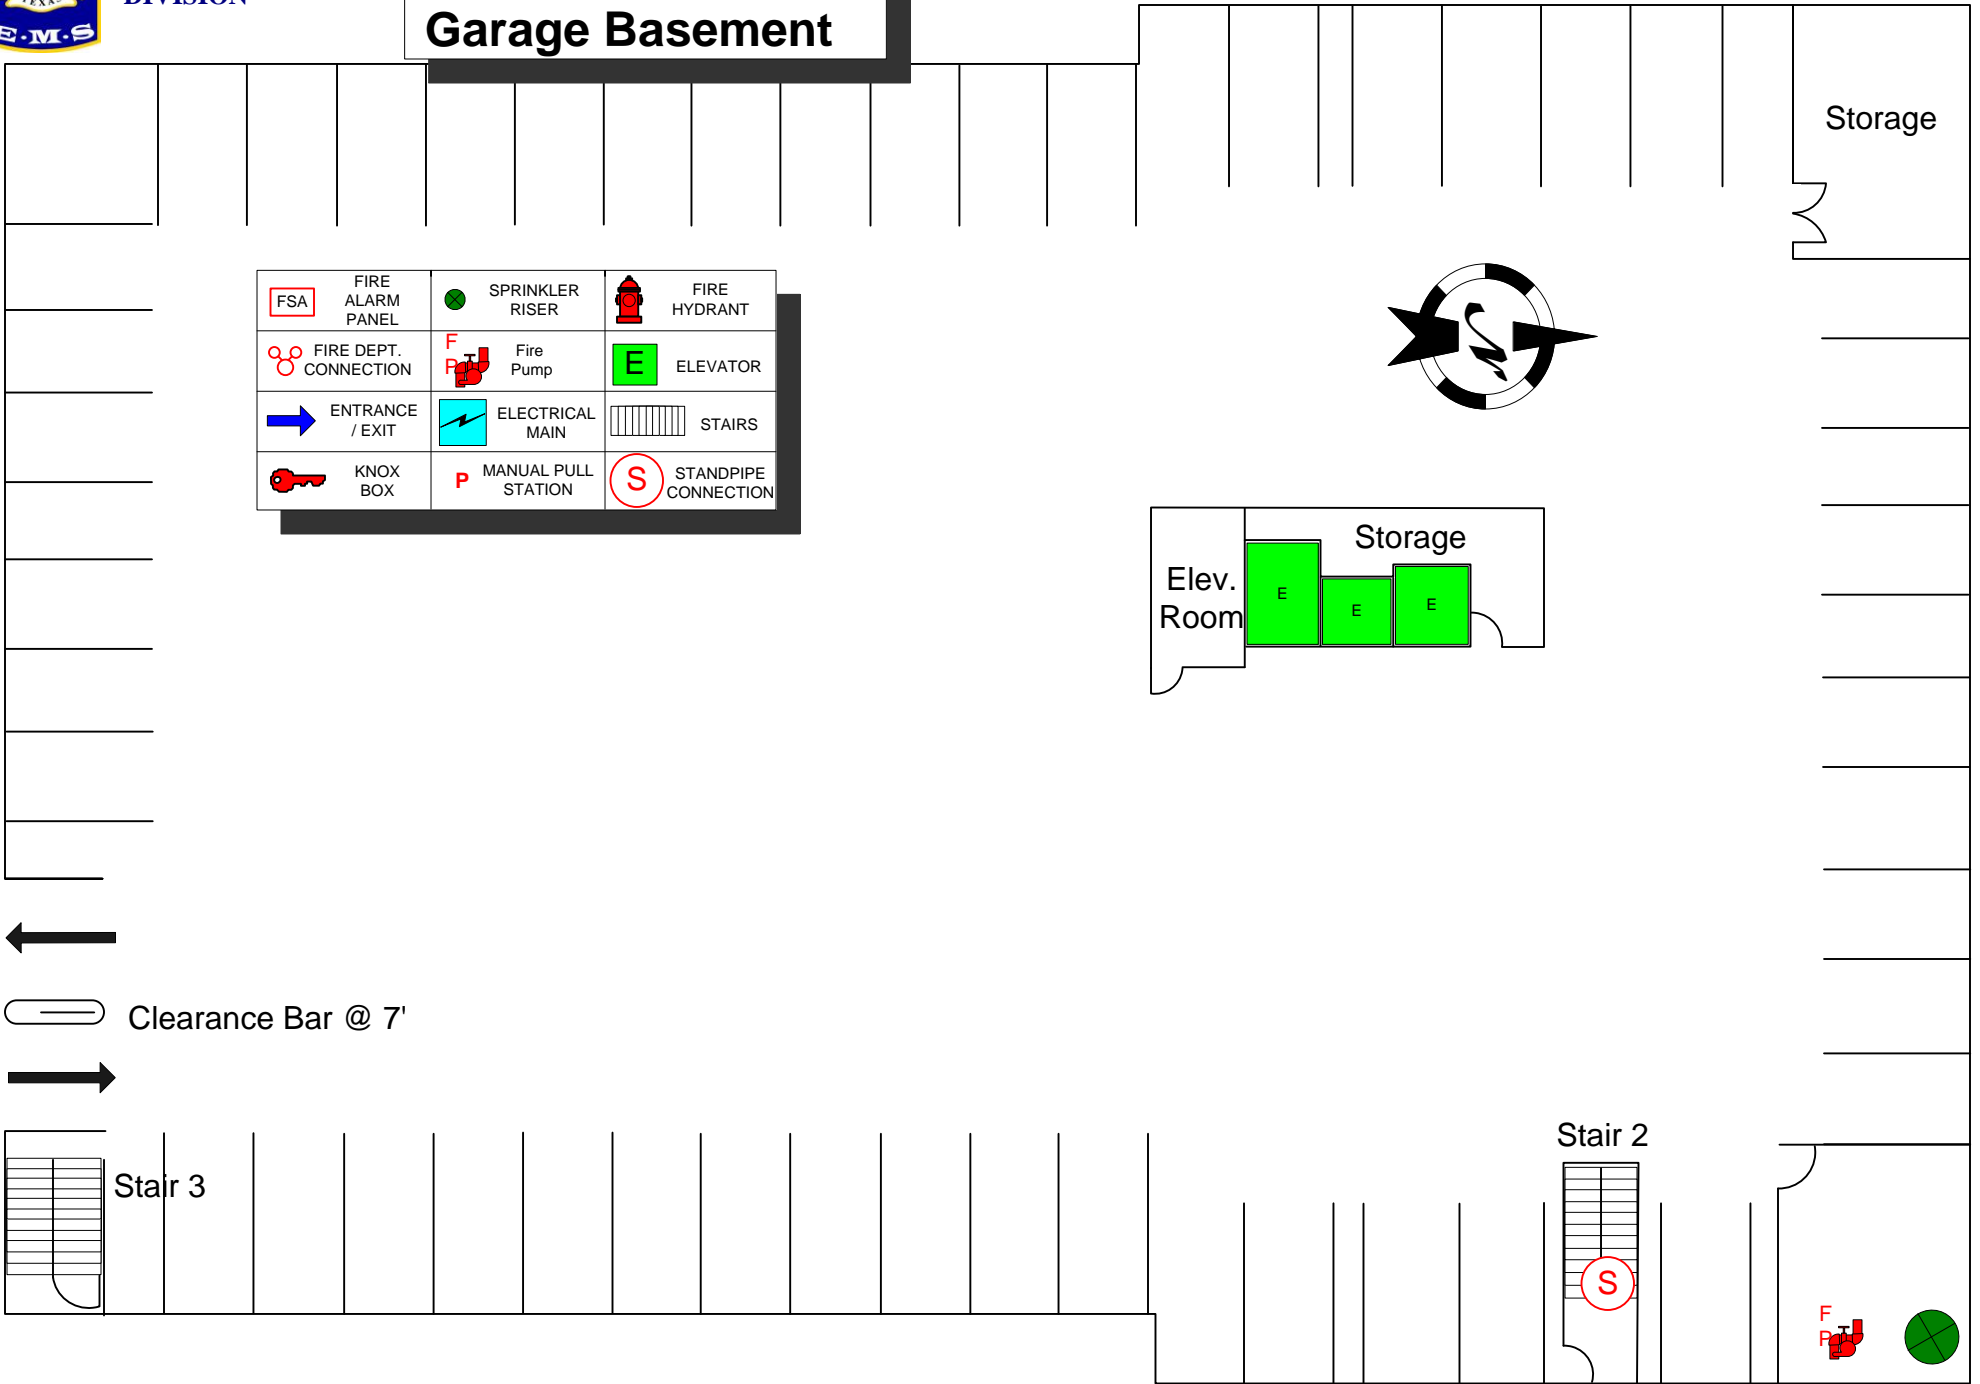 TEXAS
E·M·S
DIVISION
Garage Basement
Storage
FSA
FIRE
ALARM
PANEL
SPRINKLER
RISER
FIRE
HYDRANT
FIRE DEPT.
CONNECTION
F
P
Fire
Pump
E
ELEVATOR
ENTRANCE
/ EXIT
ELECTRICAL
MAIN
STAIRS
KNOX
BOX
P
MANUAL PULL
STATION
S
STANDPIPE
CONNECTION
Storage
Elev.
Room
E
E
E
Clearance Bar @ 7'
Stair 2
Stair 3
S
F
P